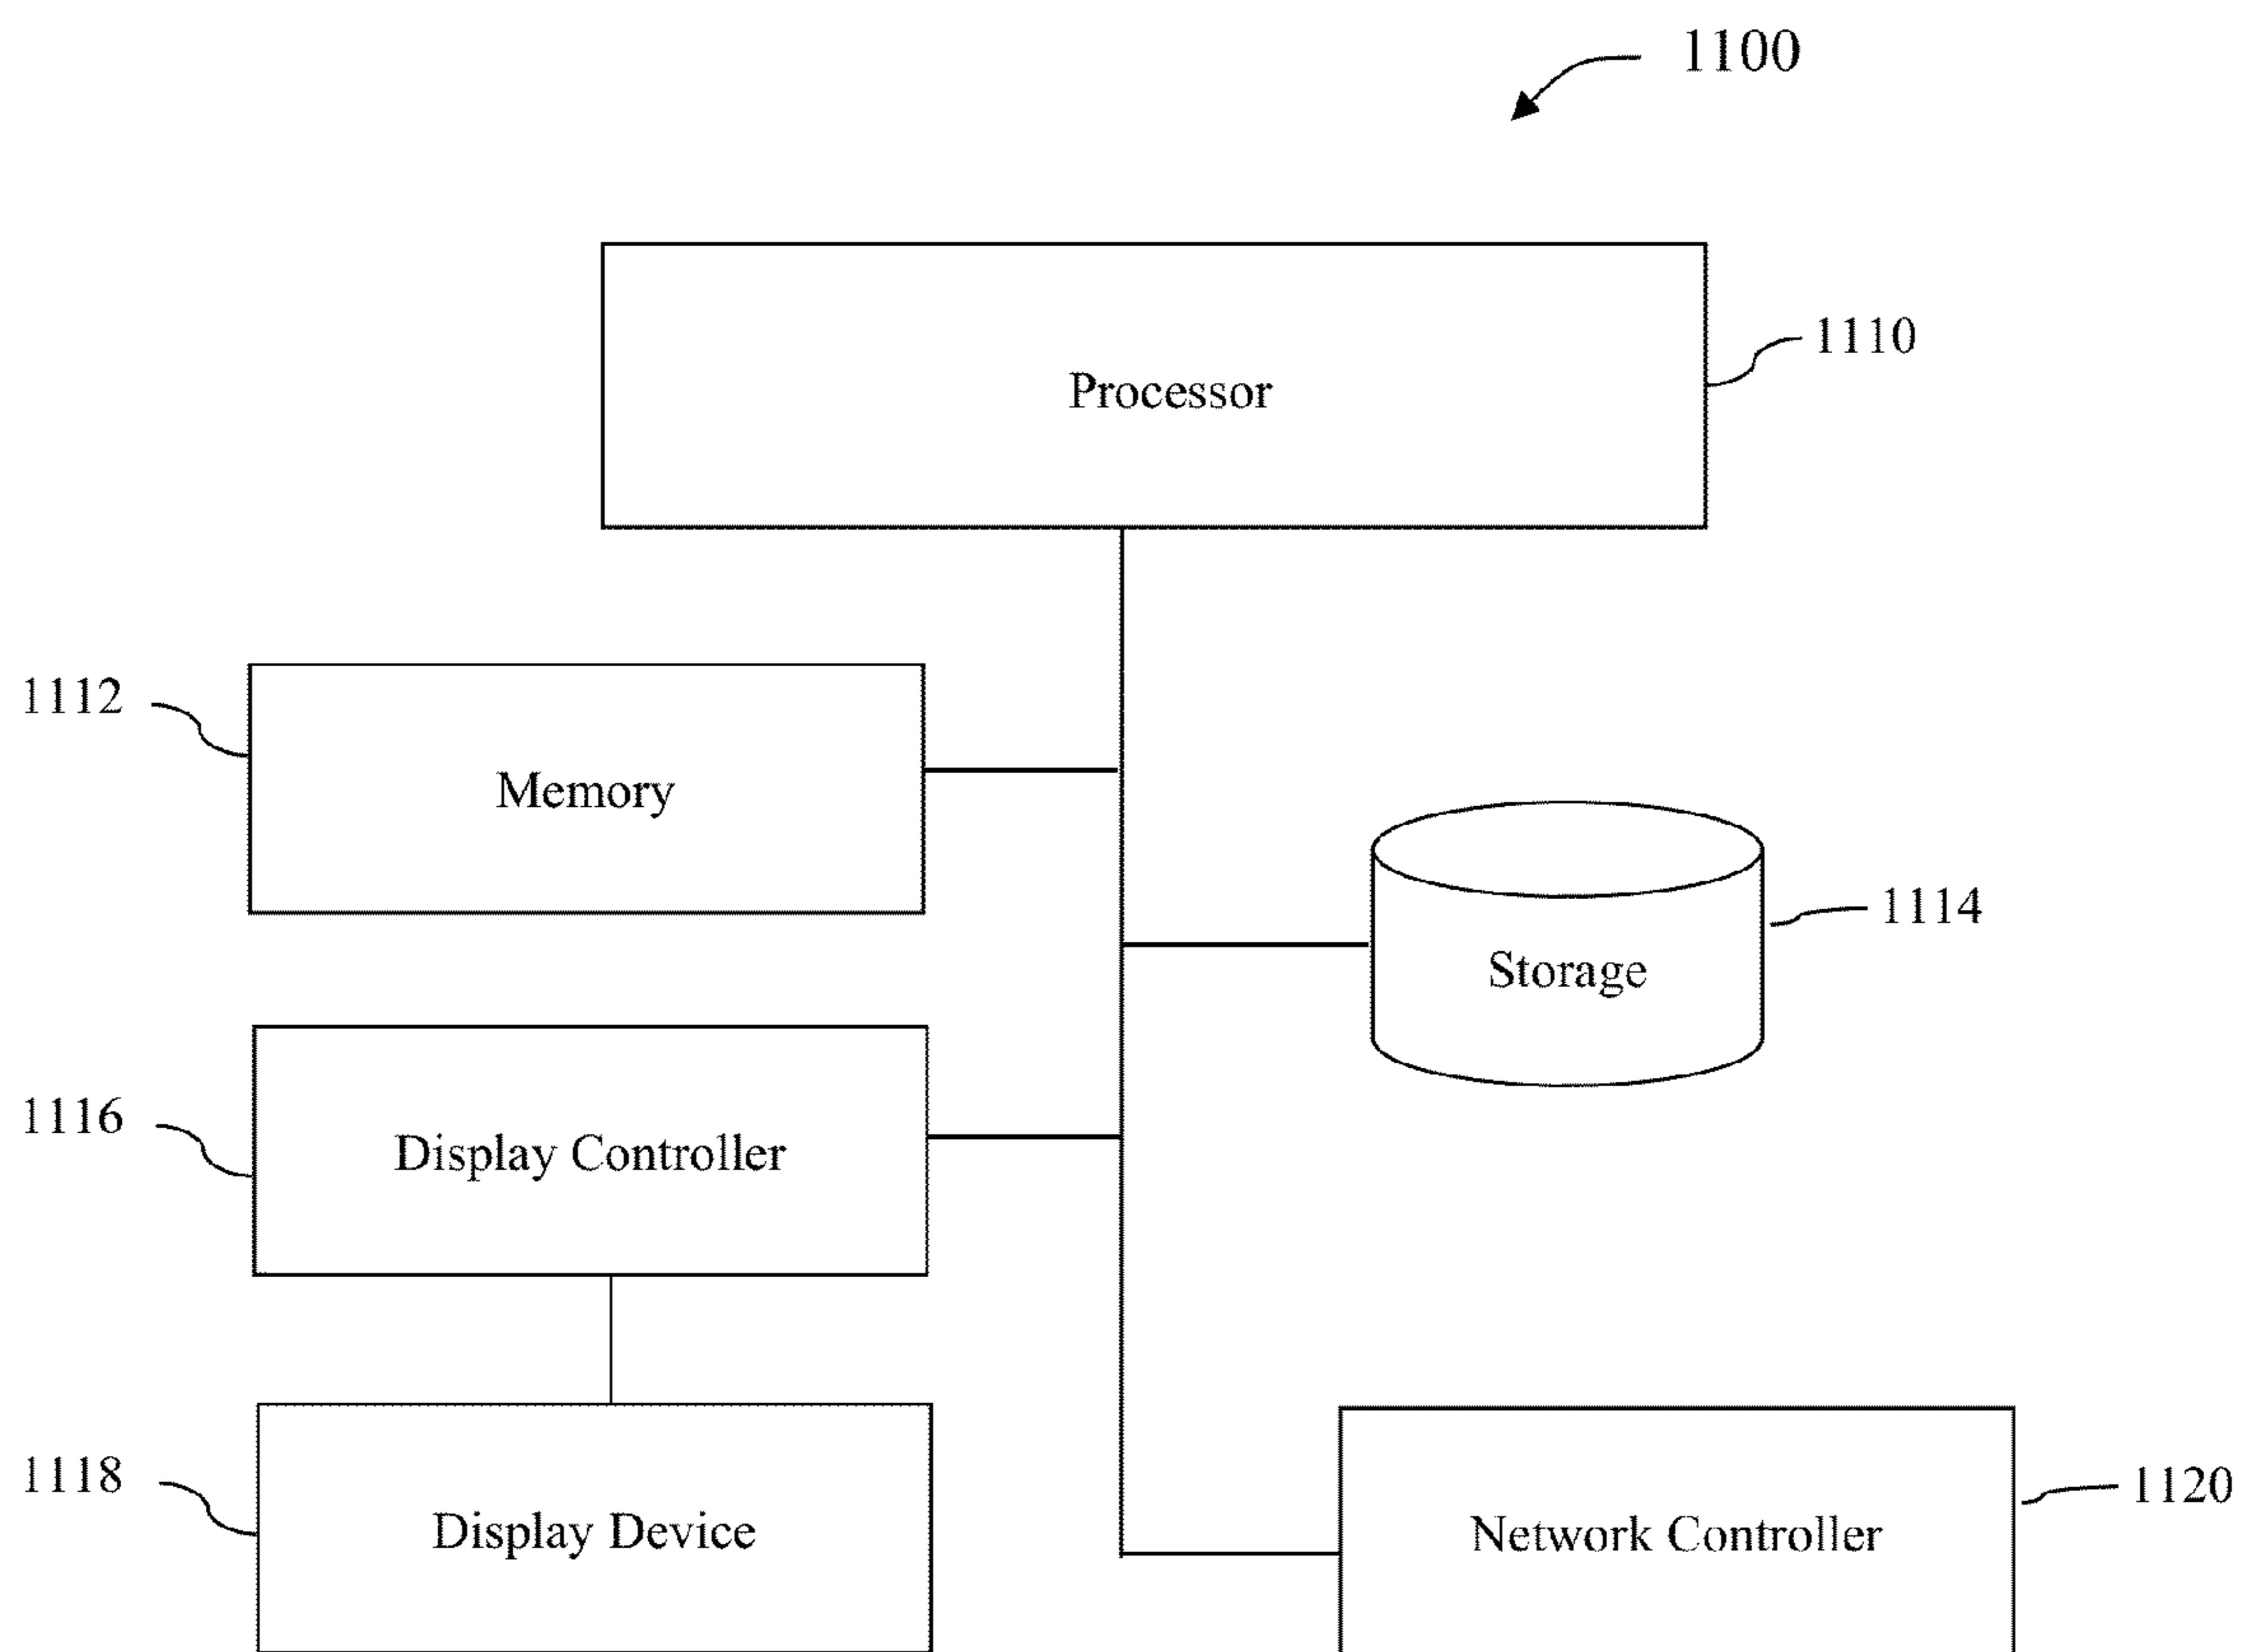 1100
Processor
1110
1112
Memory
1114
Storage
1116
Display Controller
1118
Display Device
1120
Network Controller